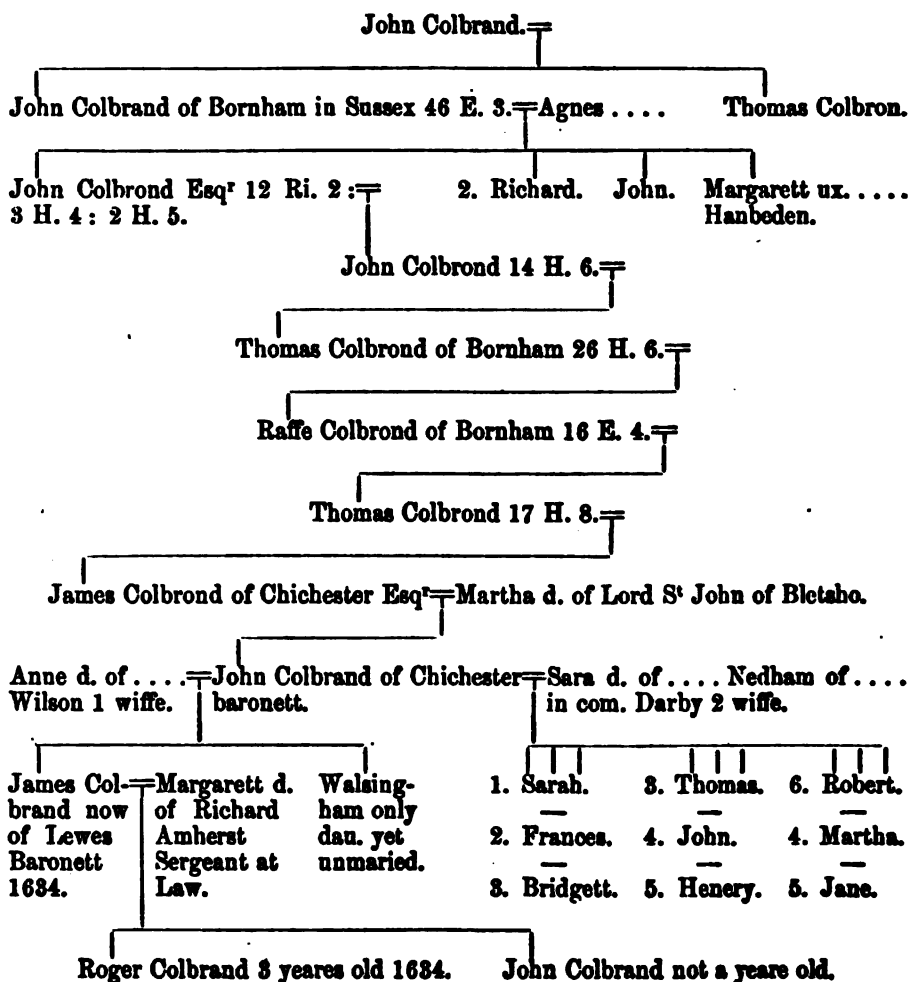 John Colbrand.
John Colbrand of Bornham in Sussex 46 E. 3. Agnes . . . . Thomas Colbron.
John Colbrond Esqʳ 12 Ri. 2 : 2. Richard. John. Margarett ux. . . . .
3 H. 4 : 2 H. 5. Hanbeden.
John Colbrond 14 H. 6.
Thomas Colbrond of Bornham 26 H. 6.
Raffe Colbrond of Bornham 16 E. 4.
Thomas Colbrond 17 H. 8.
James Colbrond of Chichester Esqʳ Martha d. of Lord Sᵗ John of Bletsho.
Anne d. of . . . . John Colbrand of Chichester Sara d. of . . . . Nedham of . . . .
Wilson 1 wiffe. baronett. in com. Darby 2 wiffe.
James Col- Margarett d. Walsing- 1. Sarah. 3. Thomas. 6. Robert.
brand now of Richard ham only
of Lewes Amherst dau. yet 2. Frances. 4. John. 4. Martha.
Baronett Sergeant at unmaried.
1634. Law. 3. Bridgett. 5. Henery. 5. Jane.
Roger Colbrand 3 yeares old 1634. John Colbrand not a yeare old.